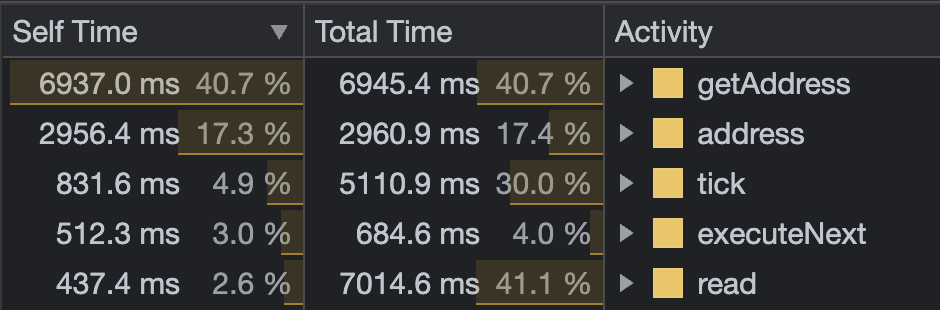 Self Time ▼ Total Time Activity
6937.0 ms 40.7 % 6945.4 ms 40.7 % ▶ getAddress
2956.4 ms 17.3 % 2960.9 ms 17.4 % ▶ address
831.6 ms 4.9 % 5110.9 ms 30.0 % ▶ tick
512.3 ms 3.0 % 684.6 ms 4.0 % ▶ executeNext
437.4 ms 2.6 % 7014.6 ms 41.1 % ▶ read